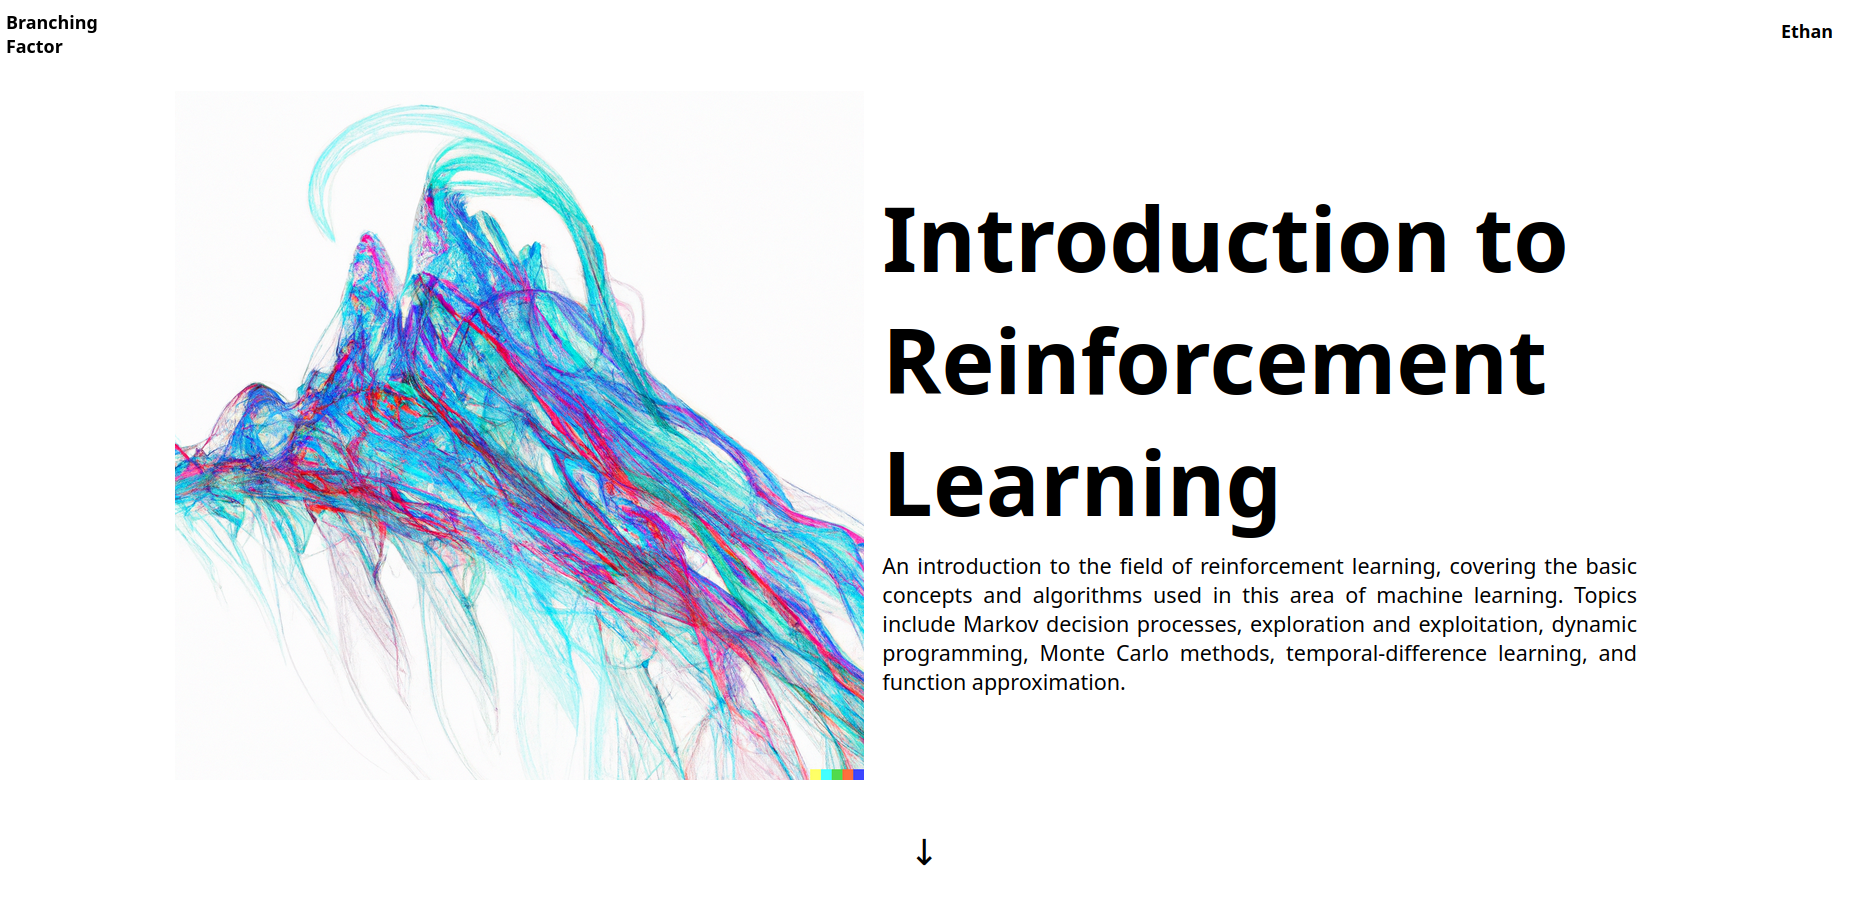 Branching
Factor
Ethan
Introduction to
Reinforcement
Learning
An introduction to the field of reinforcement learning, covering the basic
concepts and algorithms used in this area of machine learning. Topics
include Markov decision processes, exploration and exploitation, dynamic
programming, Monte Carlo methods, temporal-difference learning, and
function approximation.
↓